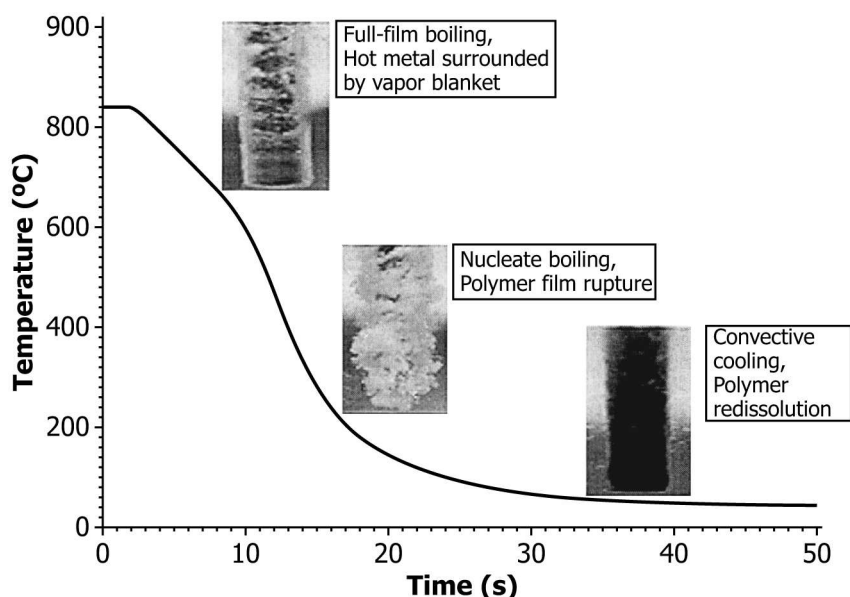 900
800
600
400
200
0
Temperature (ºC)
Full-film boiling,
Hot metal surrounded
by vapor blanket
Nucleate boiling,
Polymer film rupture
Convective
cooling,
Polymer
redissolution
0 10 20 30 40 50
Time (s)